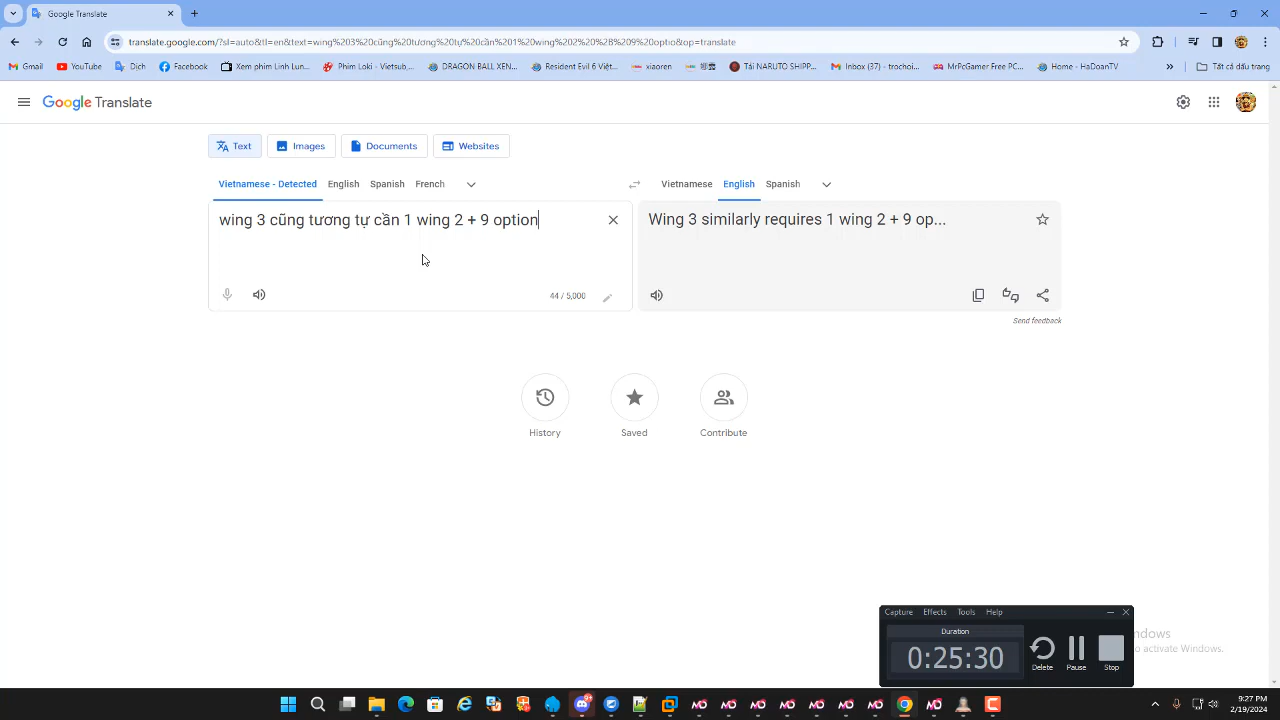 Google Translate
translate.google.com/?sl=auto&tl=en&text=wing%203%20cũng%20tương%20tự%20cần%201%20wing%202%20%2B%209%20optio&op=translate
Gmail
YouTube
Dịch
Facebook
Xem phim Linh Lun...
Phim Loki - Vietsub,...
DRAGON BALL XEN...
Resident Evil 6 Việt...
xiaoren
Tải NARUTO SHIPP...
Inbox (37) - trochoi...
MrPcGamer Free PC...
Home - HaDoanTV
»
Tất cả dấu trang
Google Translate
Text
Images
Documents
Websites
Vietnamese - Detected
English
Spanish
French
Vietnamese
English
Spanish
wing 3 cũng tương tự cần 1 wing 2 + 9 option
Wing 3 similarly requires 1 wing 2 + 9 op...
44 / 5,000
Send feedback
History
Saved
Contribute
Capture
Effects
Tools
Help
Duration
0:25:30
Delete
Pause
Stop
ndows
o activate Windows.
9:27 PM
2/19/2024